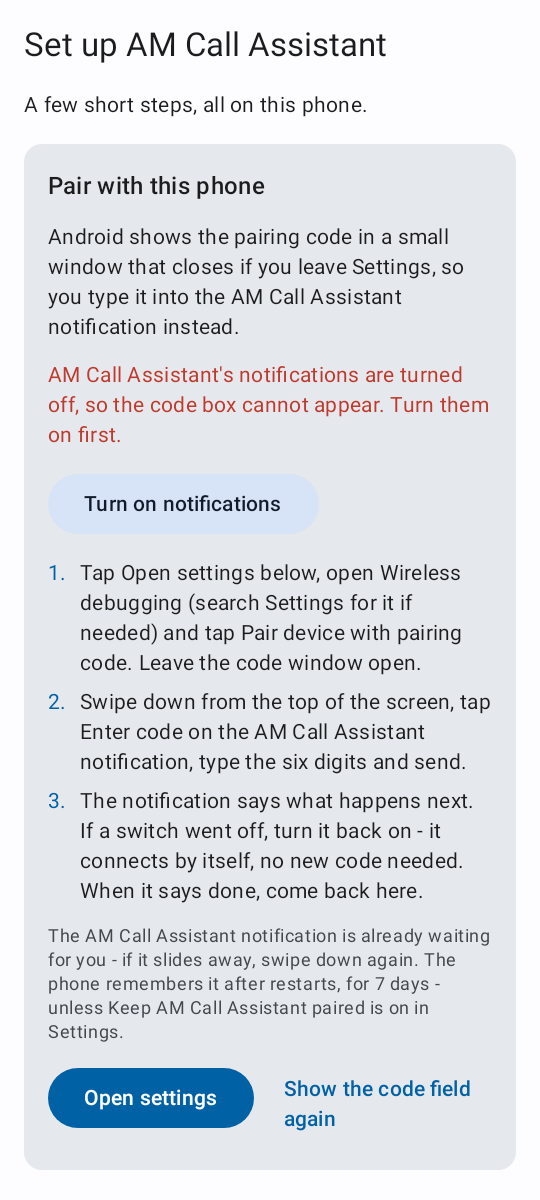 Set up AM Call Assistant
A few short steps, all on this phone.
Pair with this phone
Android shows the pairing code in a small
window that closes if you leave Settings, so
you type it into the AM Call Assistant
notification instead.
AM Call Assistant's notifications are turned
off, so the code box cannot appear. Turn them
on first.
Turn on notifications
1. Tap Open settings below, open Wireless
debugging (search Settings for it if
needed) and tap Pair device with pairing
code. Leave the code window open.
2. Swipe down from the top of the screen, tap
Enter code on the AM Call Assistant
notification, type the six digits and send.
3. The notification says what happens next.
If a switch went off, turn it back on - it
connects by itself, no new code needed.
When it says done, come back here.
The AM Call Assistant notification is already waiting
for you - if it slides away, swipe down again. The
phone remembers it after restarts, for 7 days -
unless Keep AM Call Assistant paired is on in
Settings.
Open settings
Show the code field
again